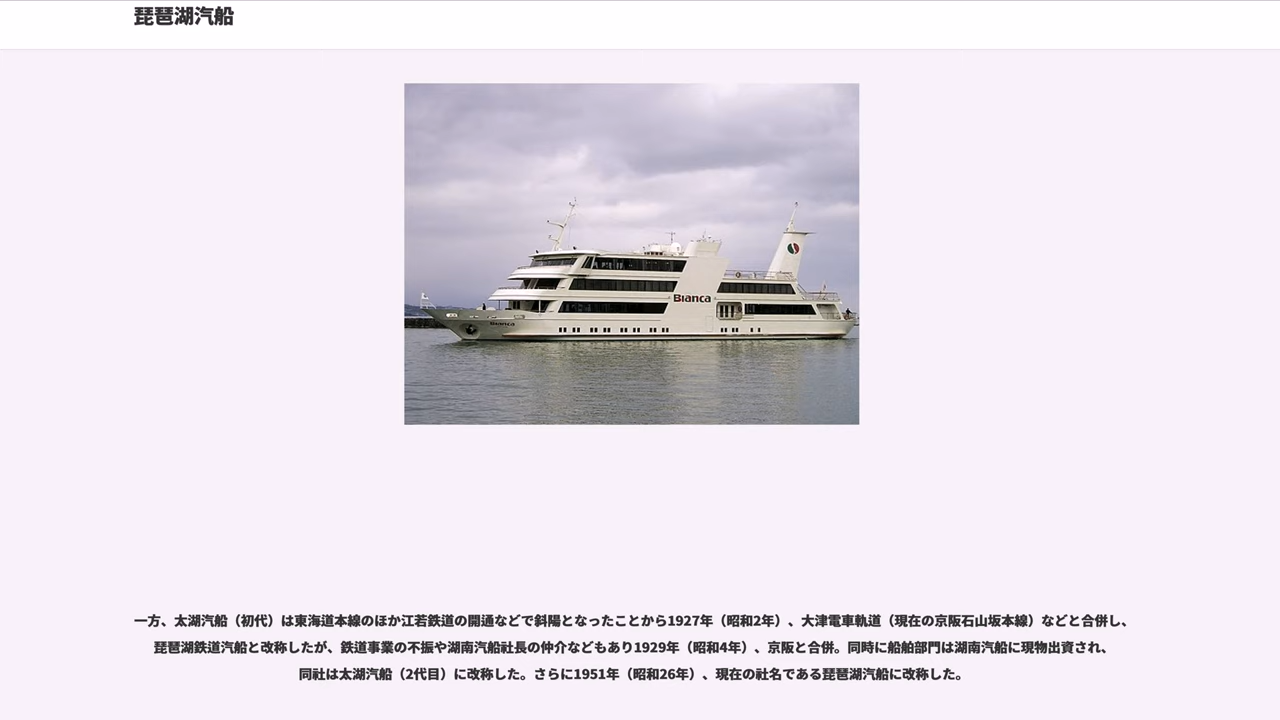 琵琶湖汽船
Bianca
Bianca
一方、太湖汽船（初代）は東海道本線のほか江若鉄道の開通などで斜陽となったことから1927年（昭和2年）、大津電車軌道（現在の京阪石山坂本線）などと合併し、
琵琶湖鉄道汽船と改称したが、鉄道事業の不振や湖南汽船社長の仲介などもあり1929年（昭和4年）、京阪と合併。同時に船舶部門は湖南汽船に現物出資され、
同社は太湖汽船（2代目）に改称した。さらに1951年（昭和26年）、現在の社名である琵琶湖汽船に改称した。